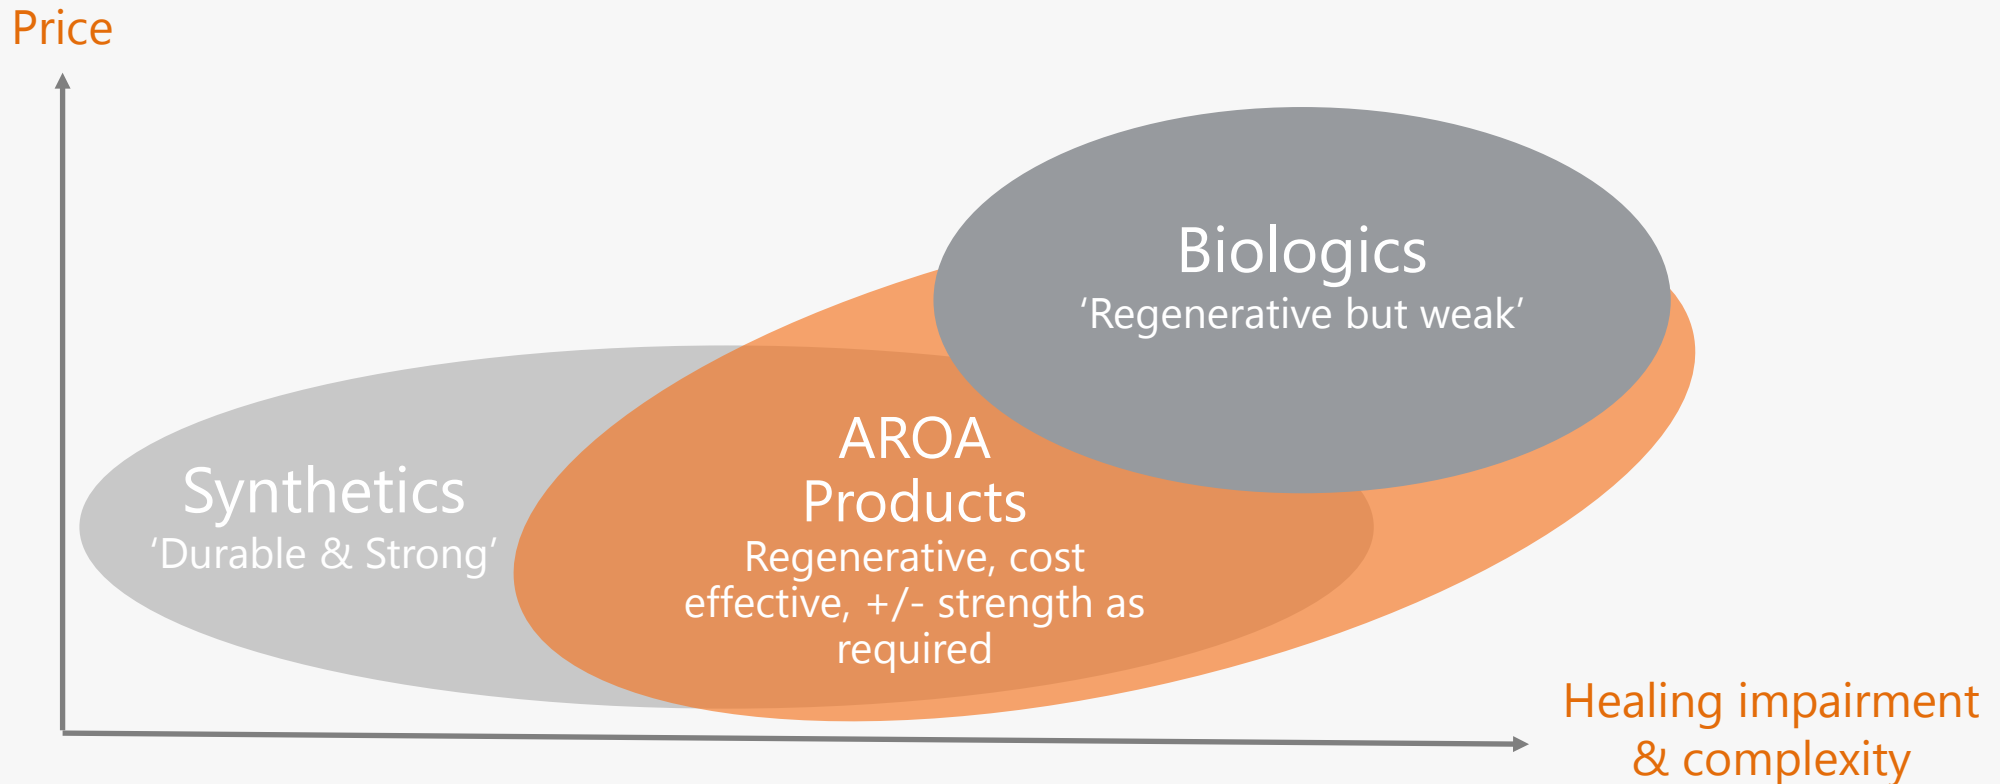 Price
Biologics
‘Regenerative but weak’
AROA
Products
Regenerative, cost
effective, +/- strength as
required
Synthetics
‘Durable & Strong’
Healing impairment
& complexity